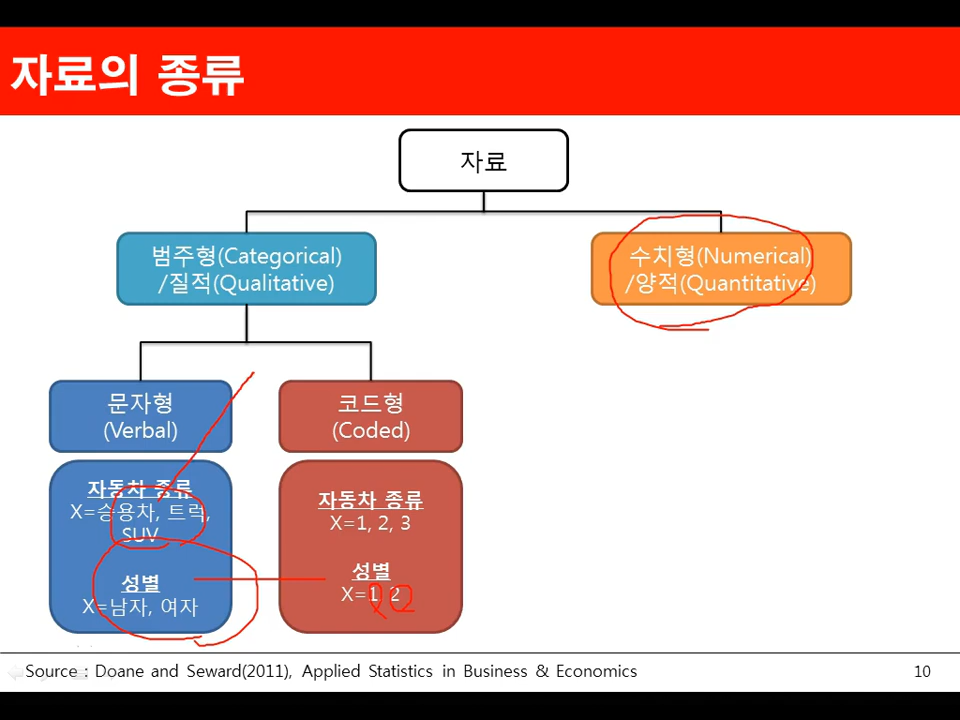 자료의 종류
자료
범주형(Categorical)
/질적(Qualitative)
수치형(Numerical)
/양적(Quantitative)
문자형
(Verbal)
코드형
(Coded)
자동차 종류
X=승용차, 트럭,
SUV
성별
X=남자, 여자
자동차 종류
X=1, 2, 3
성별
X=1, 2
Source : Doane and Seward(2011), Applied Statistics in Business & Economics
10